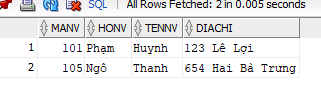 SQL | All Rows Fetched: 2 in 0.005 seconds
MANV HONV TENNV DIACHI
1 101 Phạm Huynh 123 Lê Lợi
2 105 Ngô Thanh 654 Hai Bà Trưng